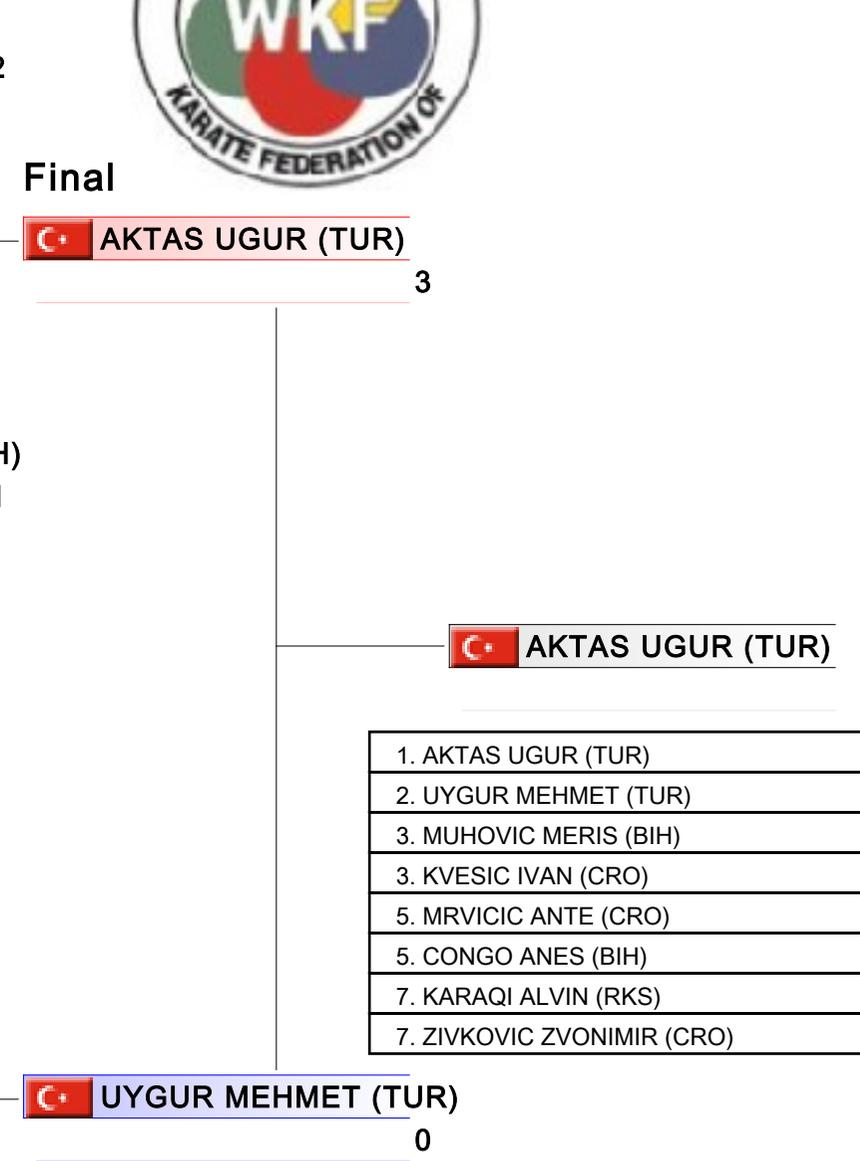 2
WKF
KARATE FEDERATION OF
Final
AKTAS UGUR (TUR)
3
H)
AKTAS UGUR (TUR)
1. AKTAS UGUR (TUR)
2. UYGUR MEHMET (TUR)
3. MUHOVIC MERIS (BIH)
3. KVESIC IVAN (CRO)
5. MRVICIC ANTE (CRO)
5. CONGO ANES (BIH)
7. KARAQI ALVIN (RKS)
7. ZIVKOVIC ZVONIMIR (CRO)
UYGUR MEHMET (TUR)
0